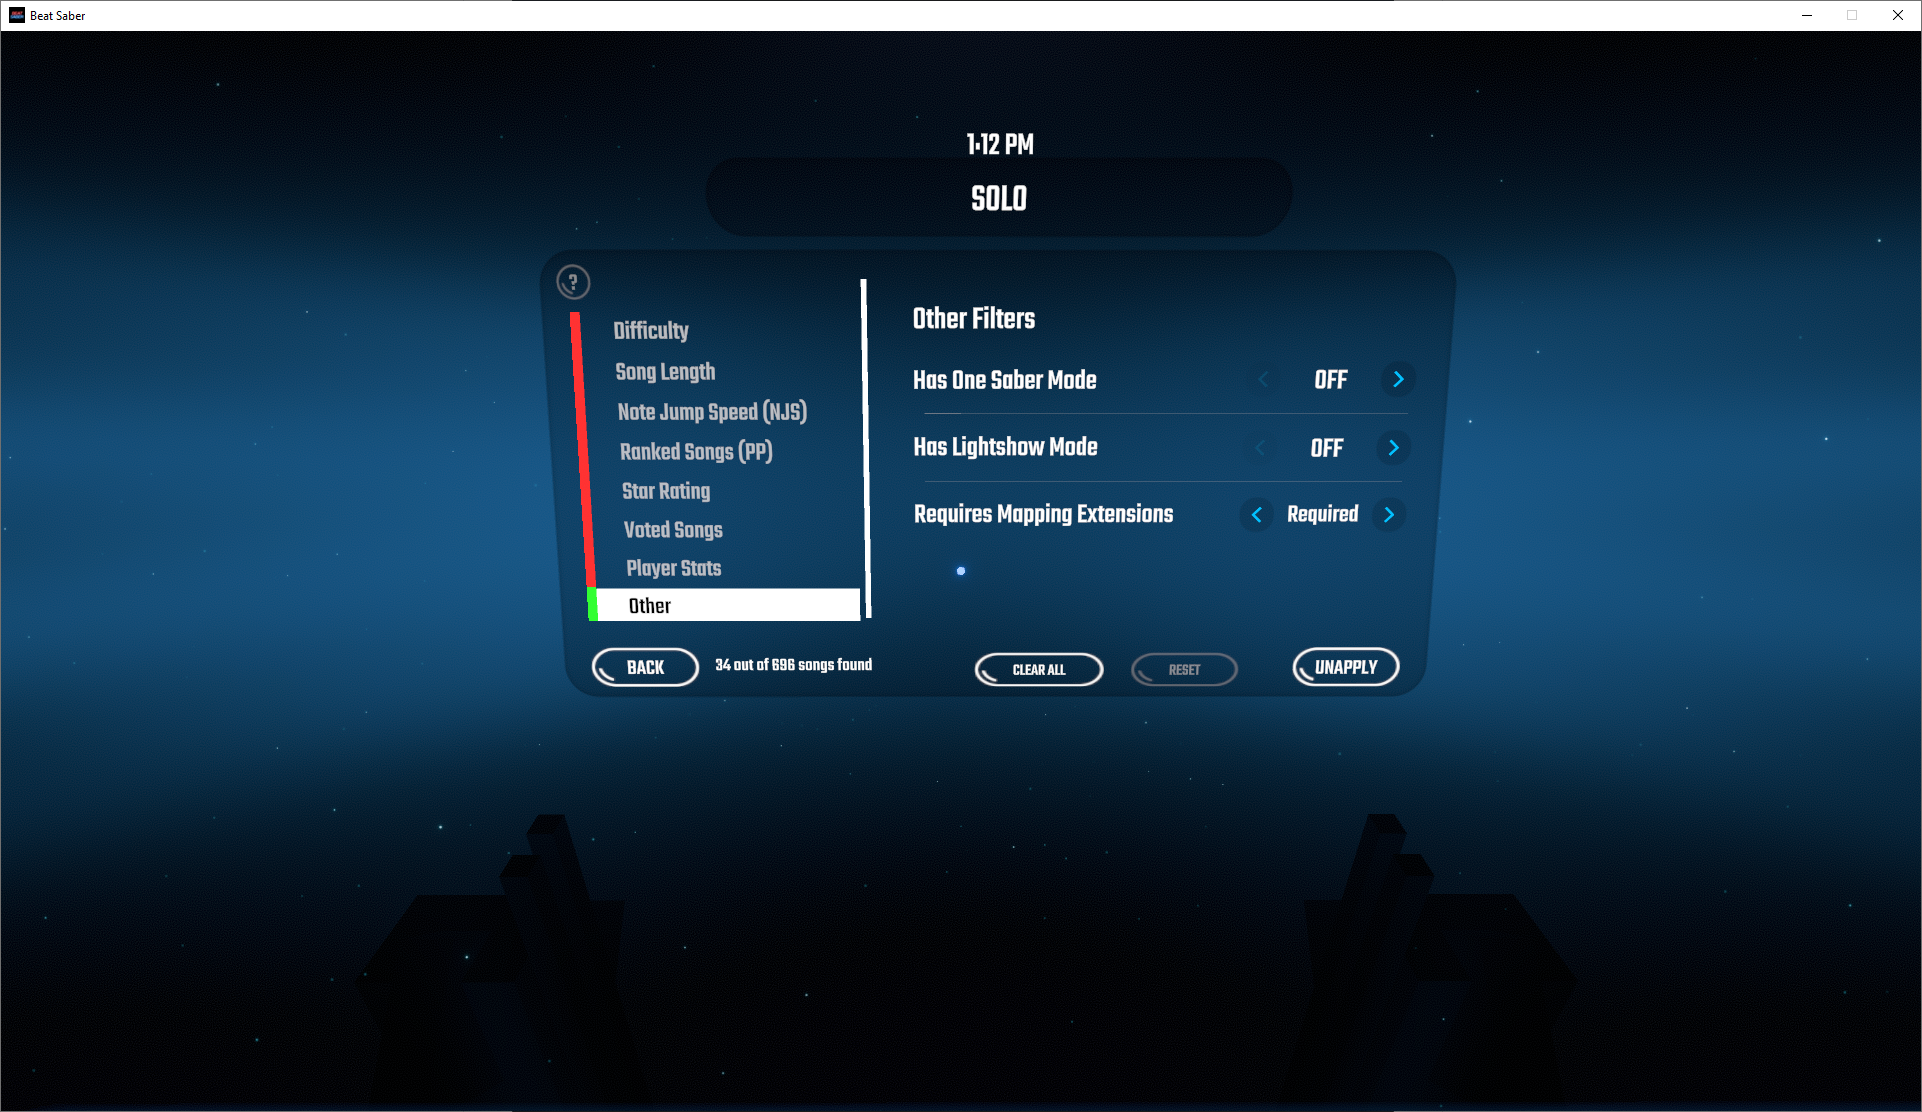 Beat Saber
1:12 PM
SOLO
?
Difficulty
Song Length
Note Jump Speed (NJS)
Ranked Songs (PP)
Star Rating
Voted Songs
Player Stats
Other
Other Filters
Has One Saber Mode
OFF
Has Lightshow Mode
OFF
Requires Mapping Extensions
Required
BACK
34 out of 696 songs found
CLEAR ALL
RESET
UNAPPLY